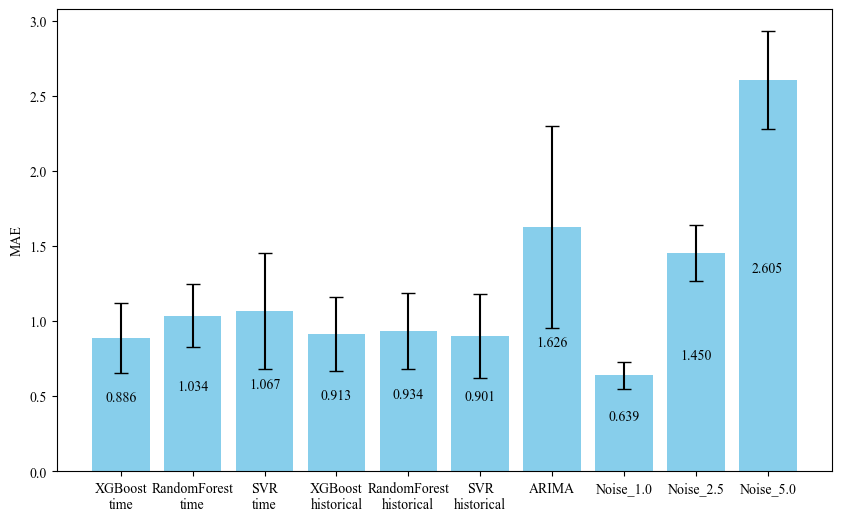 3.0
2.5
2.0
1.5
1.0
0.5
0.0
MAE
0.886
1.034
1.067
0.913
0.934
0.901
1.626
0.639
1.450
2.605
XGBoost
time
RandomForest
time
SVR
time
XGBoost
historical
RandomForest
historical
SVR
historical
ARIMA
Noise_1.0
Noise_2.5
Noise_5.0